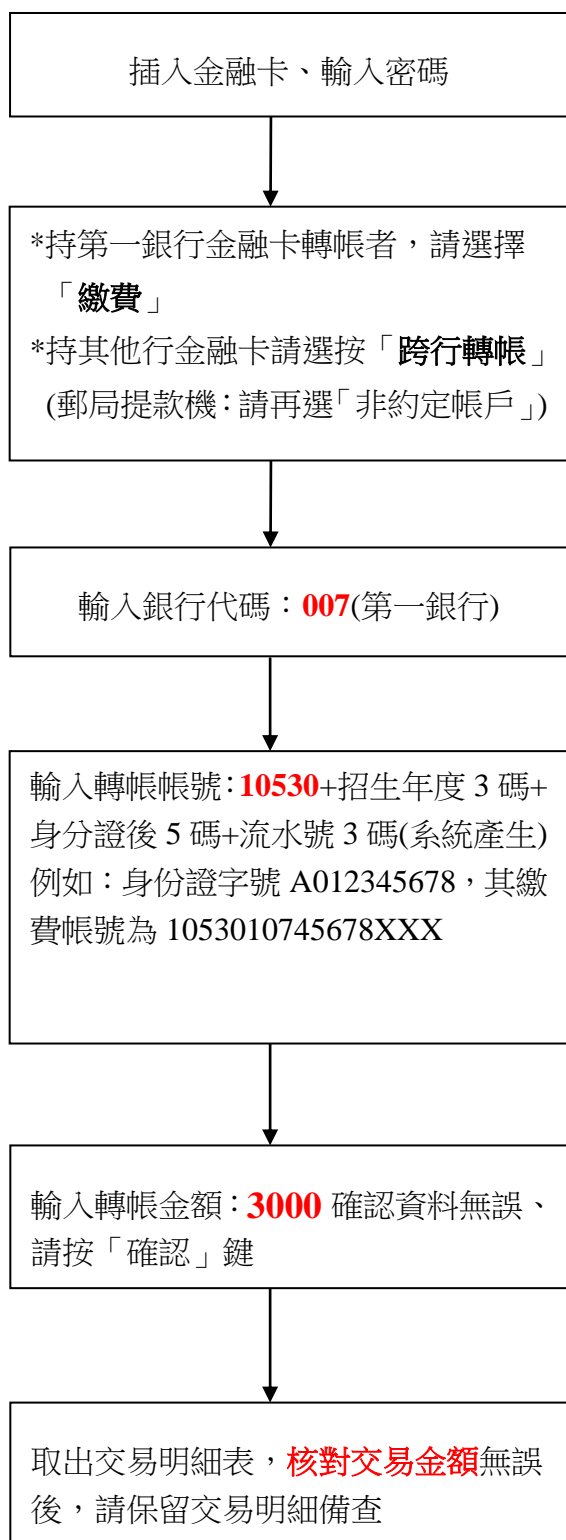 插入金融卡、輸入密碼
*持第一銀行金融卡轉帳者，請選擇
「繳費」
*持其他行金融卡請選按「跨行轉帳」
(郵局提款機：請再選「非約定帳戶」)
輸入銀行代碼：007(第一銀行)
輸入轉帳帳號：10530+招生年度 3 碼+
身分證後 5 碼+流水號 3 碼(系統產生)
例如：身份證字號 A012345678，其繳
費帳號為 1053010745678XXX
輸入轉帳金額：3000 確認資料無誤、
請按「確認」鍵
取出交易明細表，核對交易金額無誤
後，請保留交易明細備查